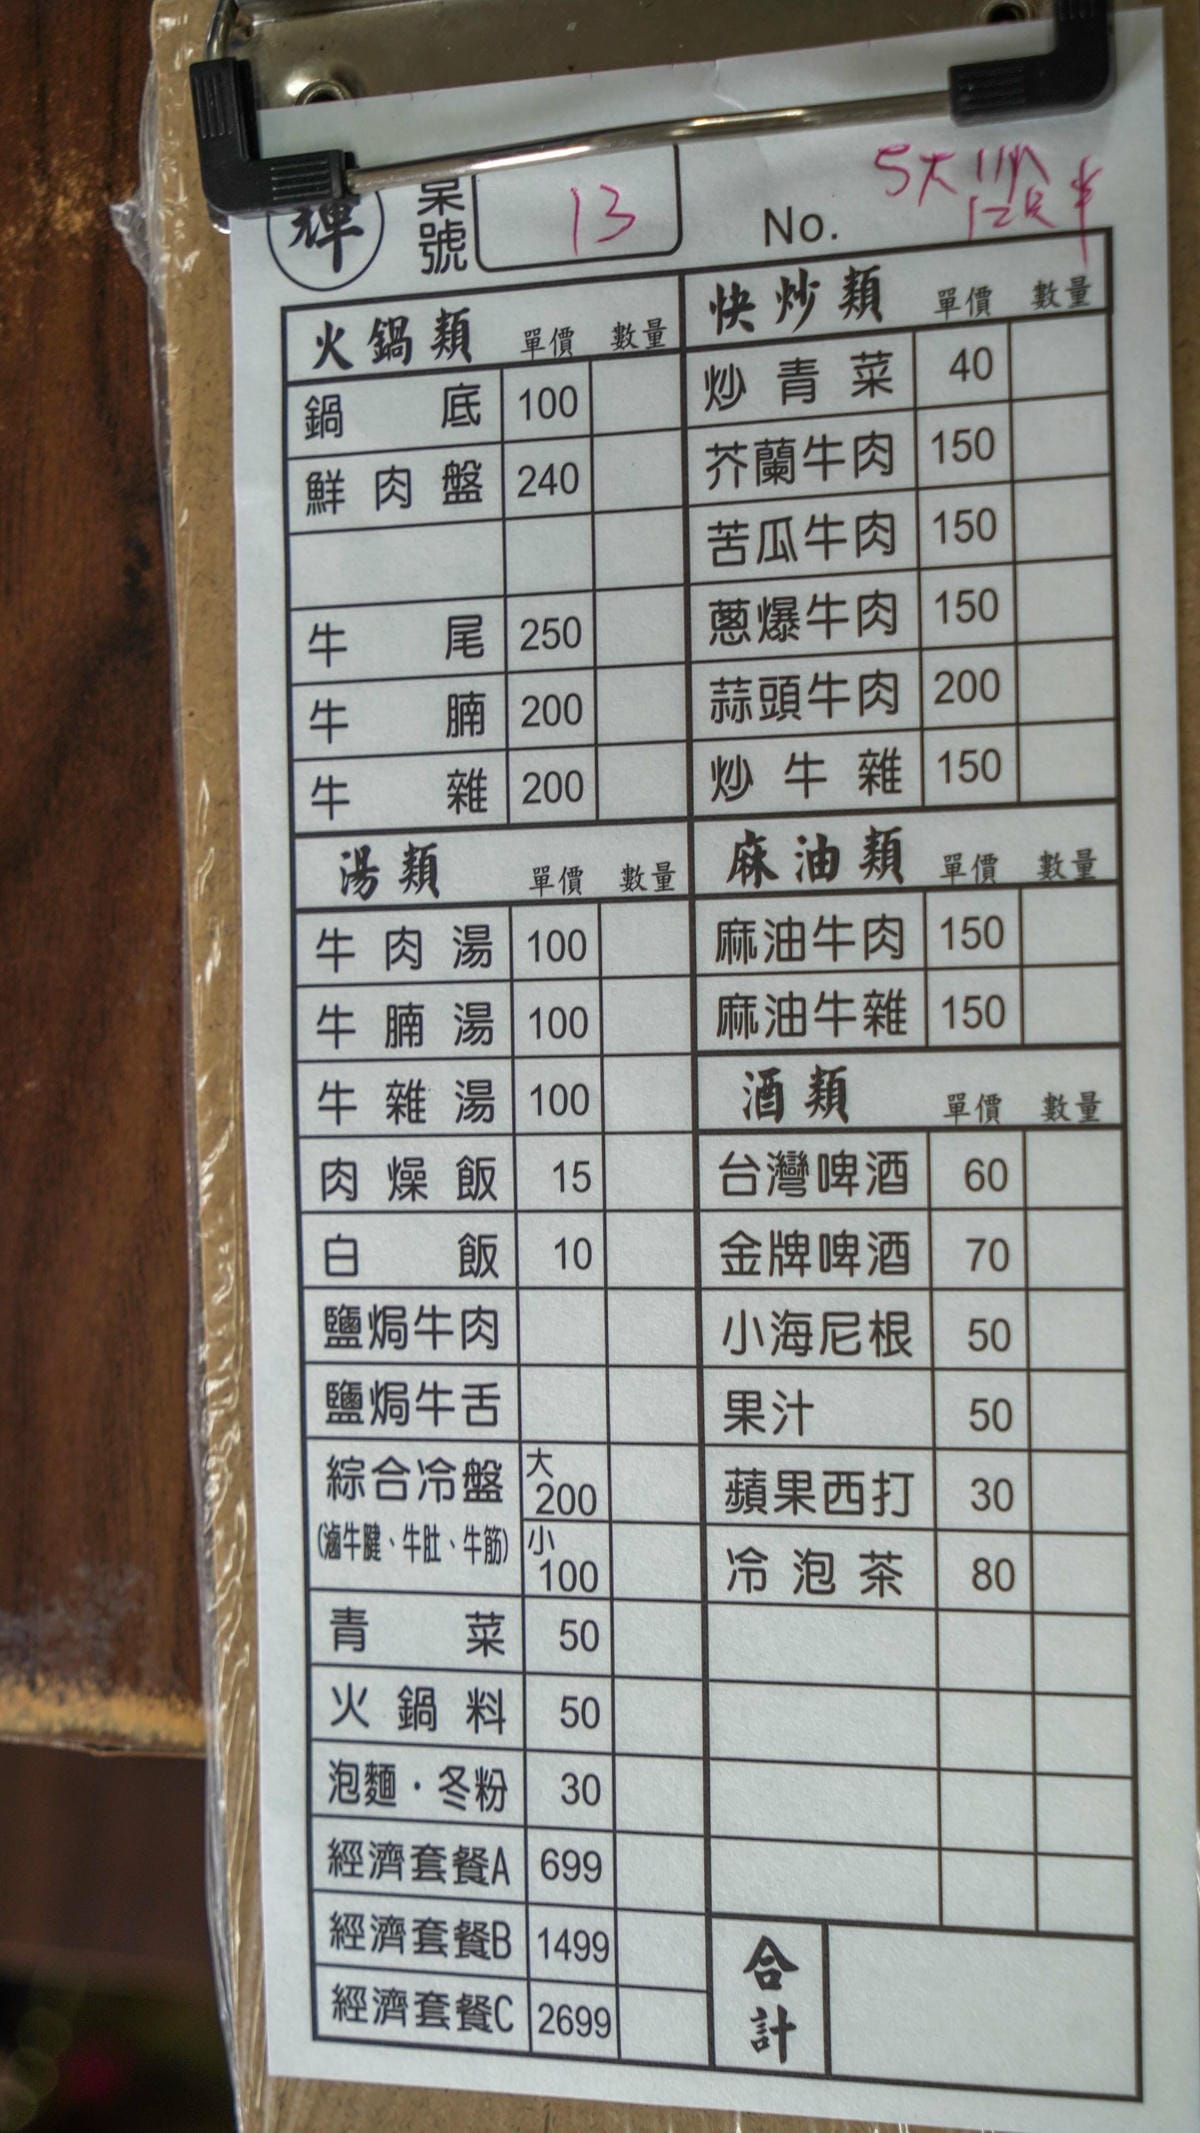 輝
桌號 13
No.
5大 11小
火鍋類 單價 數量
鍋底 100
鮮肉盤 240
牛尾 250
牛腩 200
牛雜 200
湯類 單價 數量
牛肉湯 100
牛腩湯 100
牛雜湯 100
肉燥飯 15
白飯 10
鹽焗牛肉
鹽焗牛舌
綜合冷盤 大 200
(滷牛腱、牛肚、牛筋) 小 100
青菜 50
火鍋料 50
泡麵・冬粉 30
經濟套餐A 699
經濟套餐B 1499
經濟套餐C 2699
快炒類 單價 數量
炒青菜 40
芥蘭牛肉 150
苦瓜牛肉 150
蔥爆牛肉 150
蒜頭牛肉 200
炒牛雜 150
麻油類 單價 數量
麻油牛肉 150
麻油牛雜 150
酒類 單價 數量
台灣啤酒 60
金牌啤酒 70
小海尼根 50
果汁 50
蘋果西打 30
冷泡茶 80
合計